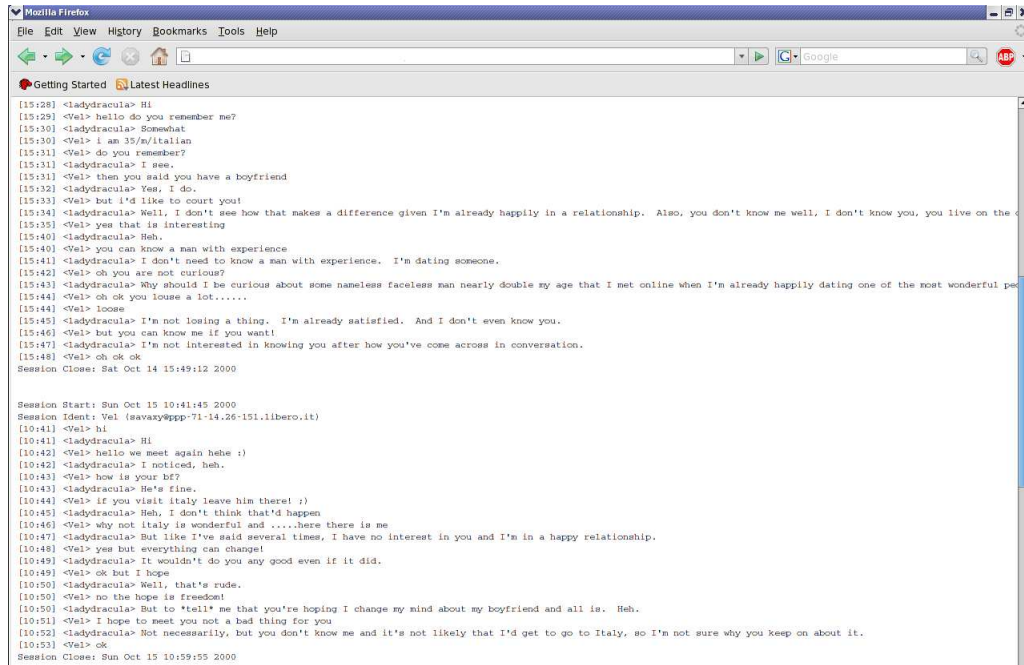 Mozilla Firefox
File Edit View History Bookmarks Tools Help
G Google ABP
Getting Started Latest Headlines
[15:28] <ladydracula> Hi
[15:29] <Vel> hello do you remember me?
[15:30] <ladydracula> Somewhat
[15:30] <Vel> i am 35/m/italian
[15:31] <Vel> do you remember?
[15:31] <ladydracula> I see.
[15:31] <Vel> then you said you have a boyfriend
[15:32] <ladydracula> Yes, I do.
[15:33] <Vel> but i'd like to court you!
[15:34] <ladydracula> Well, I don't see how that makes a difference given I'm already happily in a relationship. Also, you don't know me well, I don't know you, you live on the
[15:35] <Vel> yes that is interesting
[15:40] <ladydracula> Heh.
[15:40] <Vel> you can know a man with experience
[15:41] <ladydracula> I don't need to know a man with experience. I'm dating someone.
[15:42] <Vel> oh you are not curious?
[15:43] <ladydracula> Why should I be curious about some nameless faceless man nearly double my age that I met online when I'm already happily dating one of the most wonderful
[15:44] <Vel> oh ok you louse a lot......
[15:44] <Vel> loose
[15:45] <ladydracula> I'm not losing a thing. I'm already satisfied. And I don't even know you.
[15:46] <Vel> but you can know me if you want!
[15:47] <ladydracula> I'm not interested in knowing you after how you've come across in conversation.
[15:48] <Vel> oh ok ok
Session Close: Sat Oct 14 15:49:12 2000
Session Start: Sun Oct 15 10:41:45 2000
Session Ident: Vel (savaxy@ppp-71-14.26-151.libero.it)
[10:41] <Vel> hi
[10:41] <ladydracula> Hi
[10:42] <Vel> hello we meet again hehe :)
[10:42] <ladydracula> I noticed, heh.
[10:43] <Vel> how is your bf?
[10:43] <ladydracula> He's fine.
[10:44] <Vel> if you visit italy leave him there! ;)
[10:45] <ladydracula> Heh, I don't think that'd happen
[10:46] <Vel> why not italy is wonderful and .....here there is me
[10:47] <ladydracula> But like I've said several times, I have no interest in you and I'm in a happy relationship.
[10:48] <Vel> yes but everything can change!
[10:49] <ladydracula> It wouldn't do you any good even if it did.
[10:49] <Vel> ok but I hope
[10:50] <ladydracula> Well, that's rude.
[10:50] <Vel> no the hope is freedom!
[10:50] <ladydracula> But to *tell* me that you're hoping I change my mind about my boyfriend and all is. Heh.
[10:51] <Vel> I hope to meet you not a bad thing for you
[10:52] <ladydracula> Not necessarily, but you don't know me and it's not likely that I'd get to go to Italy, so I'm not sure why you keep on about it.
[10:53] <Vel> ok
Session Close: Sun Oct 15 10:59:55 2000